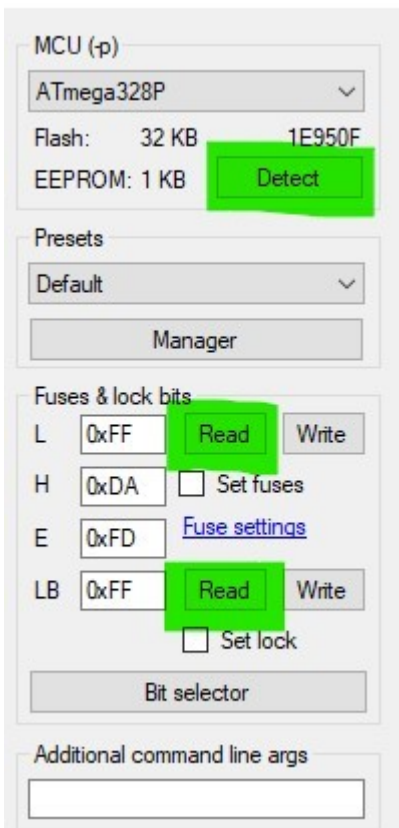 MCU (-p)
ATmega328P
Flash: 32 KB 1E950F
EEPROM: 1 KB Detect
Presets
Default
Manager
Fuses & lock bits
L 0xFF Read Write
H 0xDA Set fuses
E 0xFD Fuse settings
LB 0xFF Read Write
Set lock
Bit selector
Additional command line args